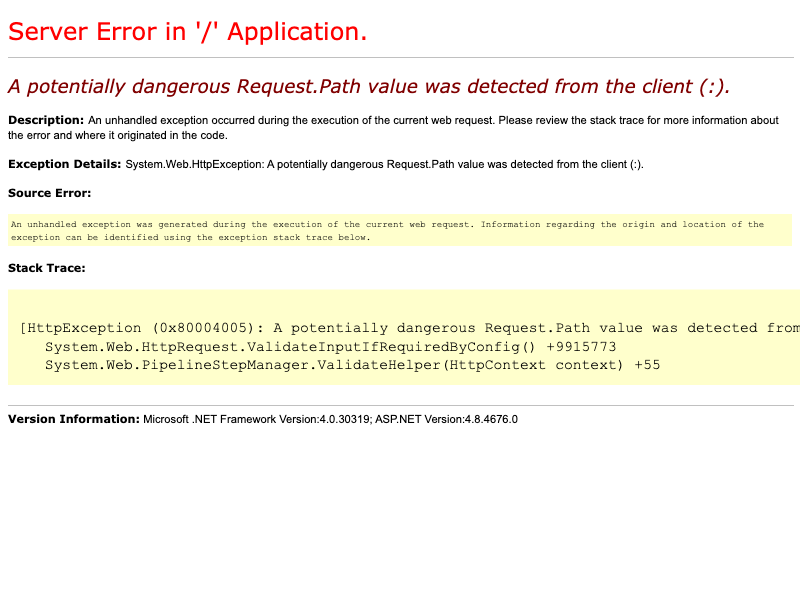 Server Error in '/' Application.
A potentially dangerous Request.Path value was detected from the client (:).
Description: An unhandled exception occurred during the execution of the current web request. Please review the stack trace for more information about
the error and where it originated in the code.
Exception Details: System.Web.HttpException: A potentially dangerous Request.Path value was detected from the client (:).
Source Error:
An unhandled exception was generated during the execution of the current web request. Information regarding the origin and location of the
exception can be identified using the exception stack trace below.
Stack Trace:
[HttpException (0x80004005): A potentially dangerous Request.Path value was detected from
System.Web.HttpRequest.ValidateInputIfRequiredByConfig() +9915773
System.Web.PipelineStepManager.ValidateHelper(HttpContext context) +55
Version Information: Microsoft .NET Framework Version:4.0.30319; ASP.NET Version:4.8.4676.0